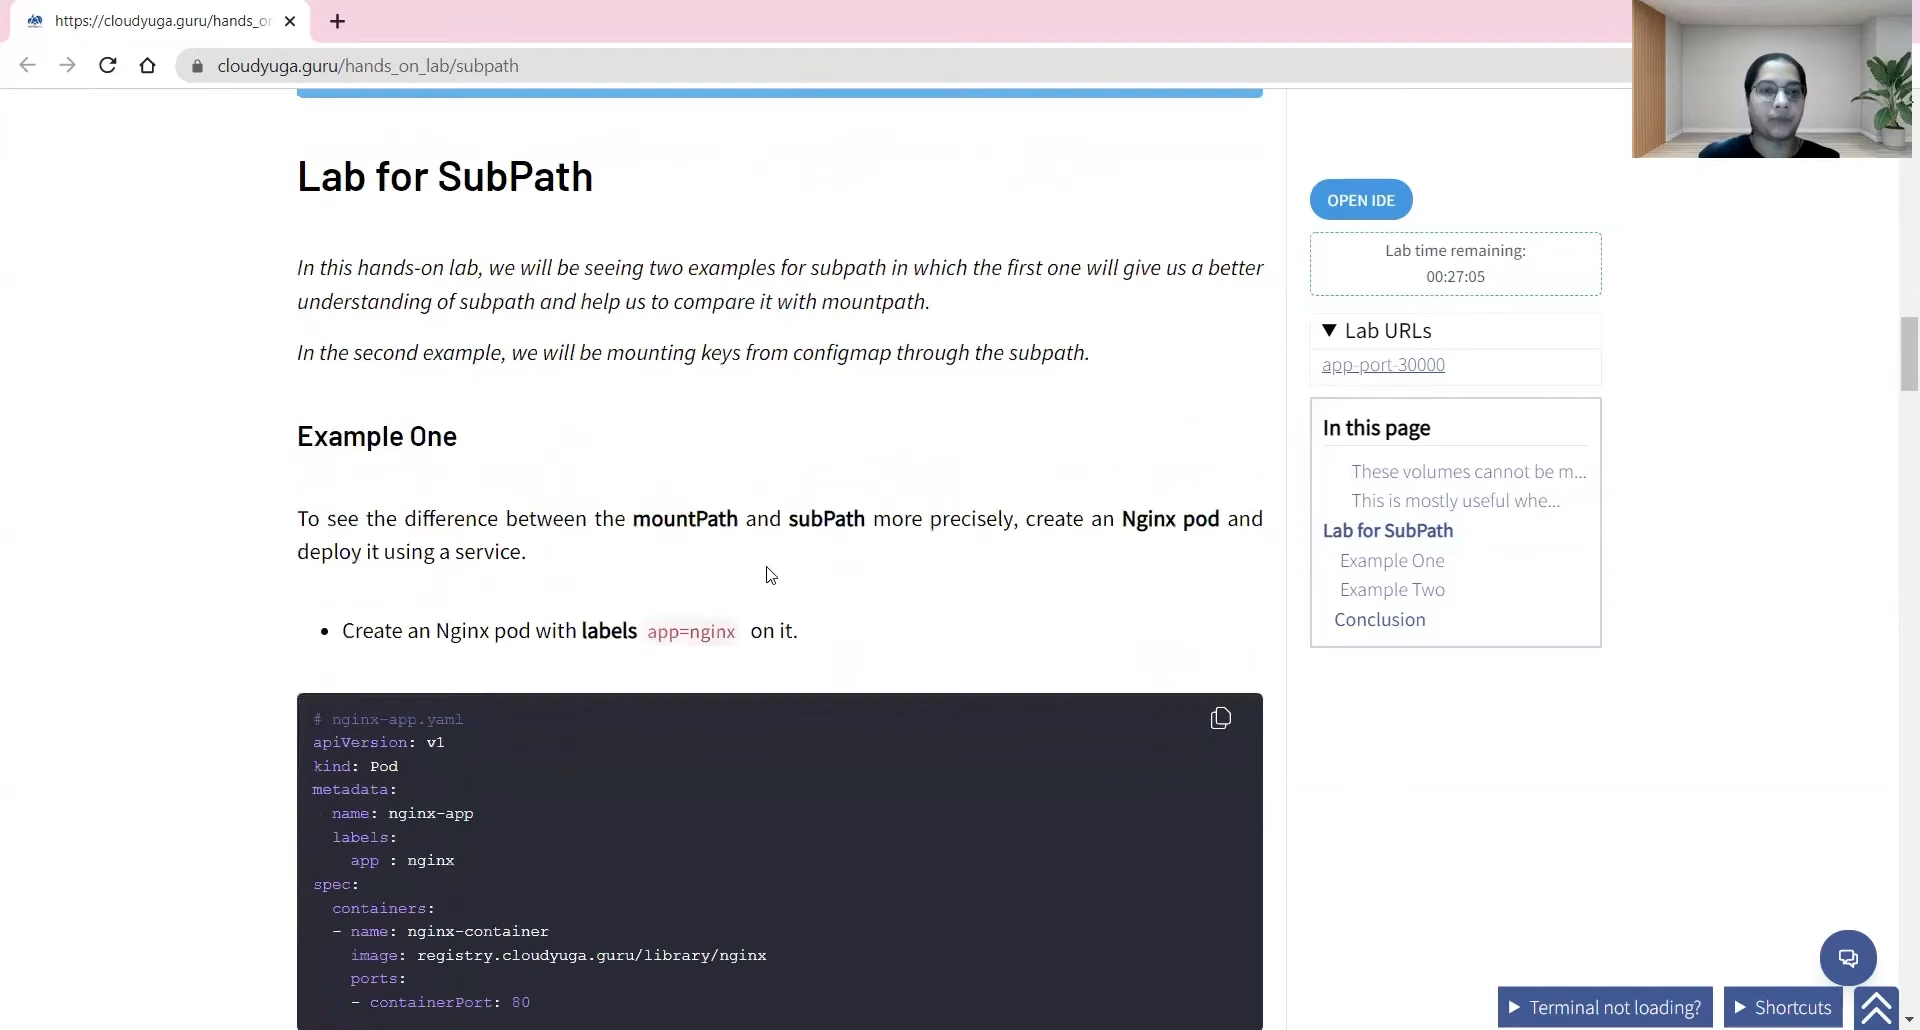 https://cloudyuga.guru/hands_on
cloudyuga.guru/hands_on_lab/subpath
Lab for SubPath
In this hands-on lab, we will be seeing two examples for subpath in which the first one will give us a better
understanding of subpath and help us to compare it with mountpath.
In the second example, we will be mounting keys from configmap through the subpath.
Example One
To see the difference between the mountPath and subPath more precisely, create an Nginx pod and
deploy it using a service.
• Create an Nginx pod with labels app=nginx on it.
# nginx-app.yaml
apiVersion: v1
kind: Pod
metadata:
  name: nginx-app
  labels:
    app : nginx
spec:
  containers:
  - name: nginx-container
    image: registry.cloudyuga.guru/library/nginx
    ports:
    - containerPort: 80
OPEN IDE
Lab time remaining:
00:27:05
▼ Lab URLs
app-port-30000
In this page
These volumes cannot be m...
This is mostly useful whe...
Lab for SubPath
Example One
Example Two
Conclusion
Terminal not loading?
Shortcuts